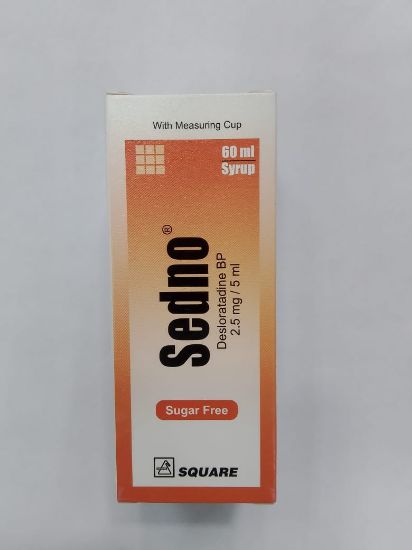 With Measuring Cup
60 ml
Syrup
Sedno®
Desloratadine BP
2.5 mg / 5 ml
Sugar Free
SQUARE